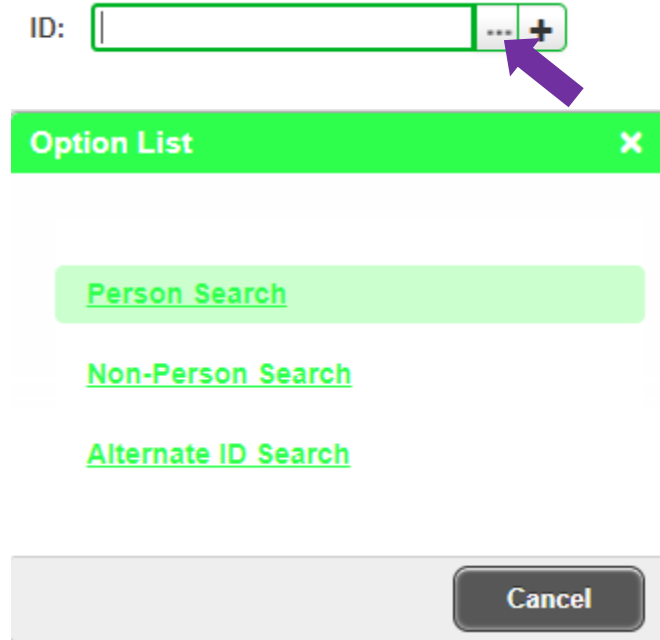 ID: ... +
Option List ×
Person Search
Non-Person Search
Alternate ID Search
Cancel